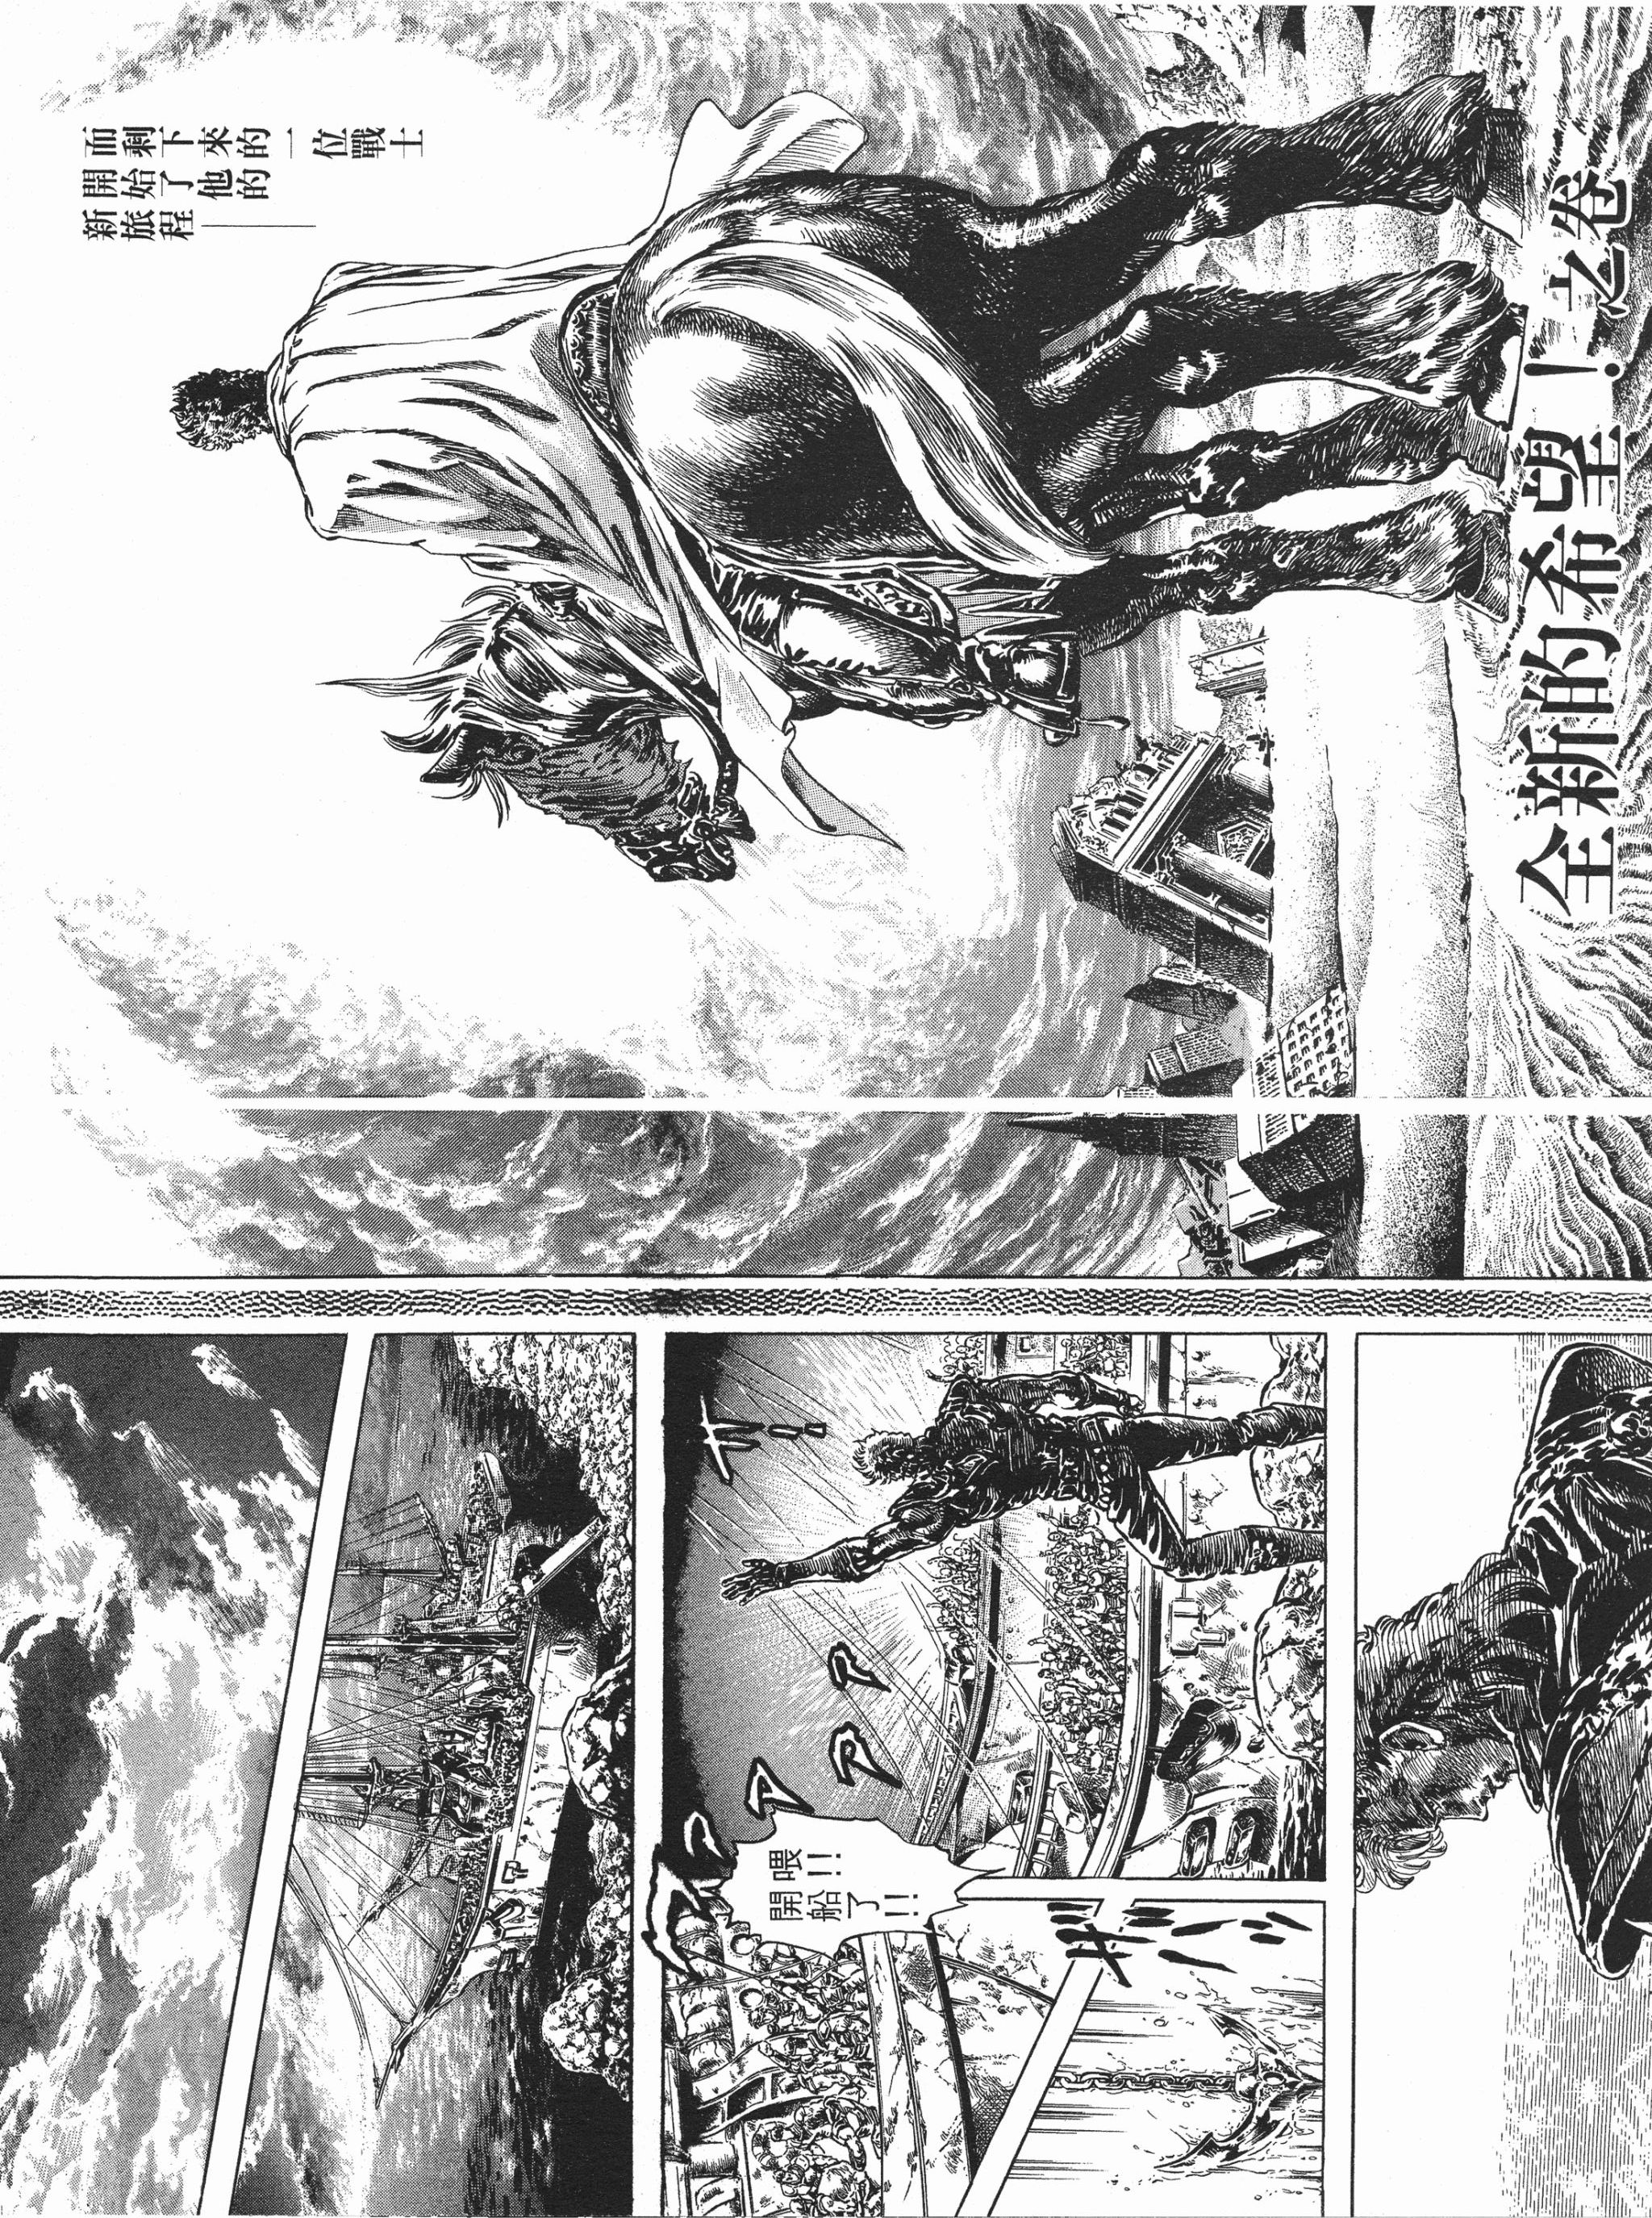 而剩下來的一位戰士
開始了他的
新旅程——
全新的希望！之卷
喂!!
開船了!!